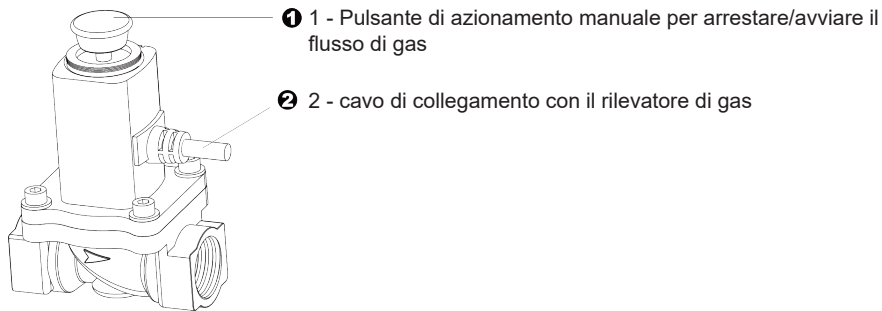 ❶ 1 - Pulsante di azionamento manuale per arrestare/avviare il
flusso di gas
❷ 2 - cavo di collegamento con il rilevatore di gas